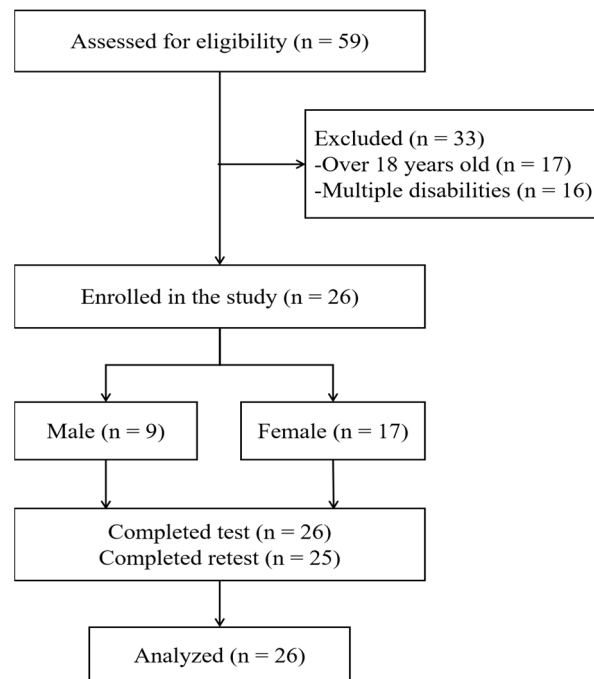 Assessed for eligibility (n = 59)
Excluded (n = 33)
-Over 18 years old (n = 17)
-Multiple disabilities (n = 16)
Enrolled in the study (n = 26)
Male (n = 9)
Female (n = 17)
Completed test (n = 26)
Completed retest (n = 25)
Analyzed (n = 26)